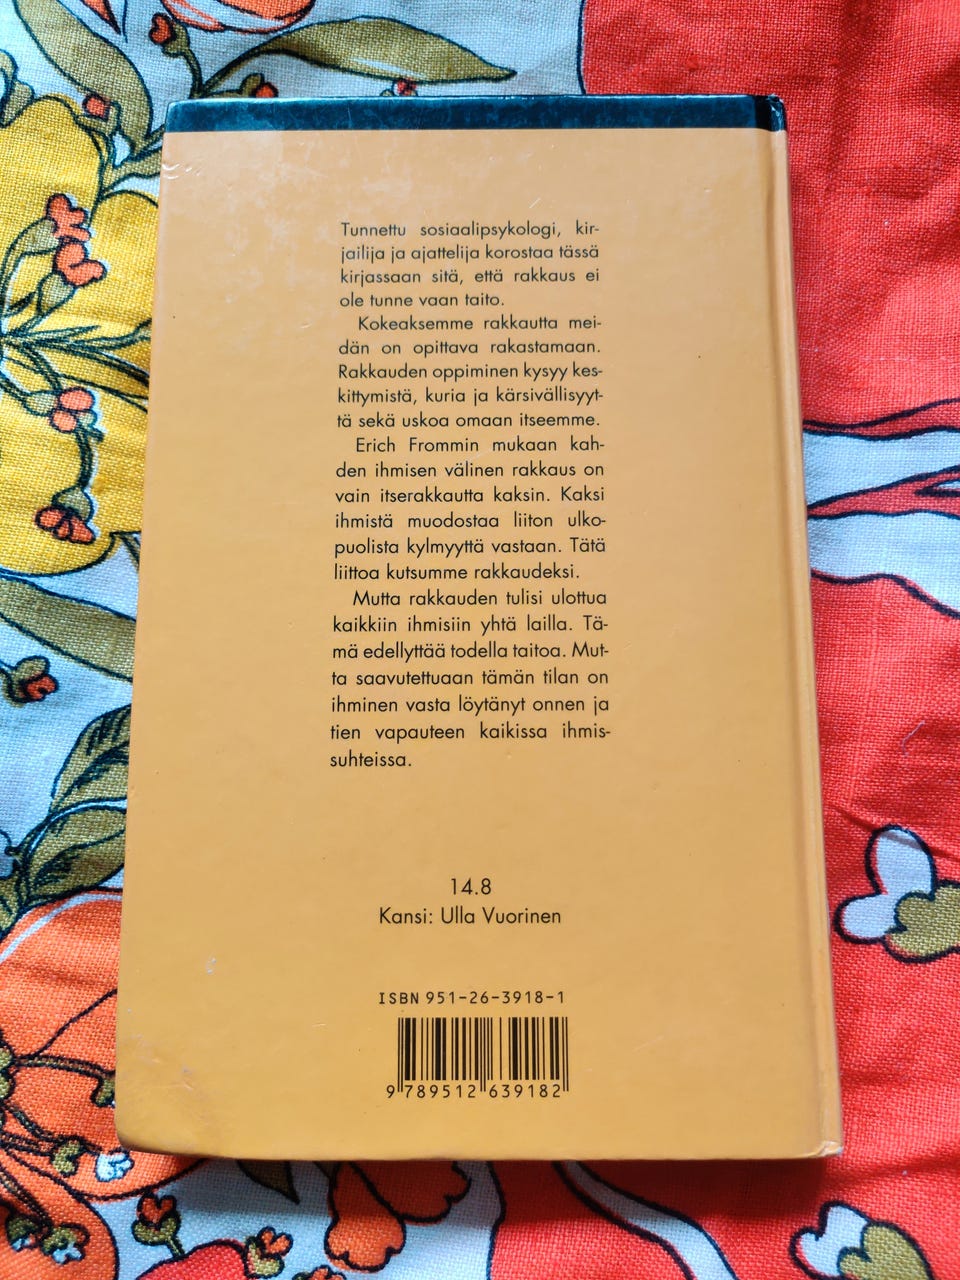 Tunnettu sosiaalipsykologi, kir-
jailija ja ajattelija korostaa tässä
kirjassaan sitä, että rakkaus ei
ole tunne vaan taito.
Kokeaksemme rakkautta mei-
dän on opittava rakastamaan.
Rakkauden oppiminen kysyy kes-
kittymistä, kuria ja kärsivällisyyt-
tä sekä uskoa omaan itseemme.
Erich Frommin mukaan kah-
den ihmisen välinen rakkaus on
vain itserakkautta kaksin. Kaksi
ihmistä muodostaa liiton ulko-
puolista kylmyyttä vastaan. Tätä
liittoa kutsumme rakkaudeksi.
Mutta rakkauden tulisi ulottua
kaikkiin ihmisiin yhtä lailla. Tä-
mä edellyttää todella taitoa. Mut-
ta saavutettuaan tämän tilan on
ihminen vasta löytänyt onnen ja
tien vapauteen kaikissa ihmis-
suhteissa.
14.8
Kansi: Ulla Vuorinen
ISBN 951-26-3918-1
9 789512 639182